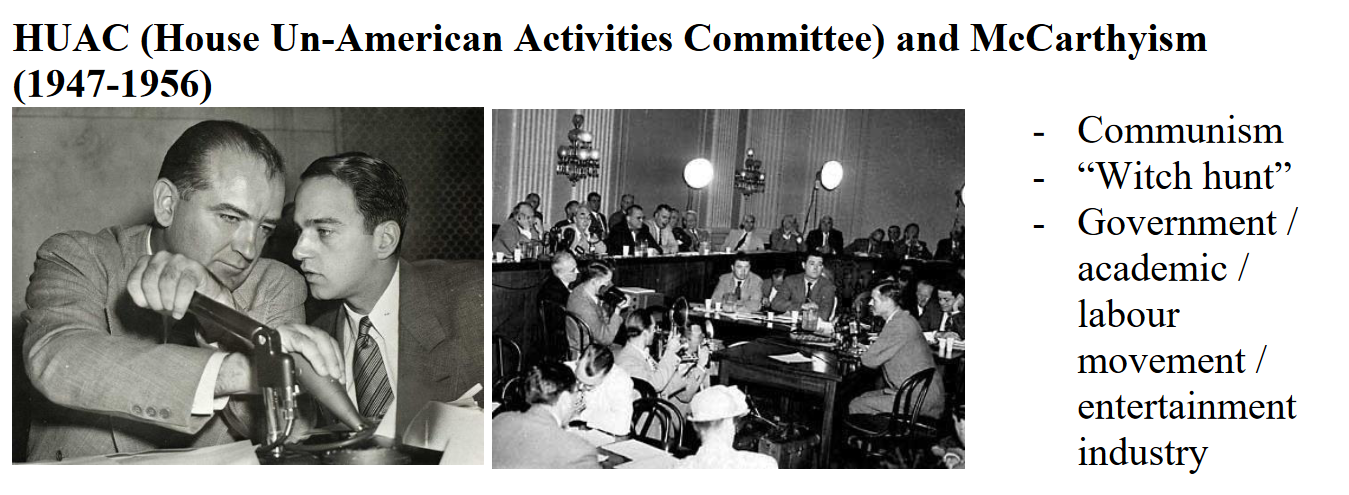 HUAC (House Un-American Activities Committee) and McCarthyism
(1947-1956)
- Communism
- “Witch hunt”
- Government /
academic /
labour
movement /
entertainment
industry